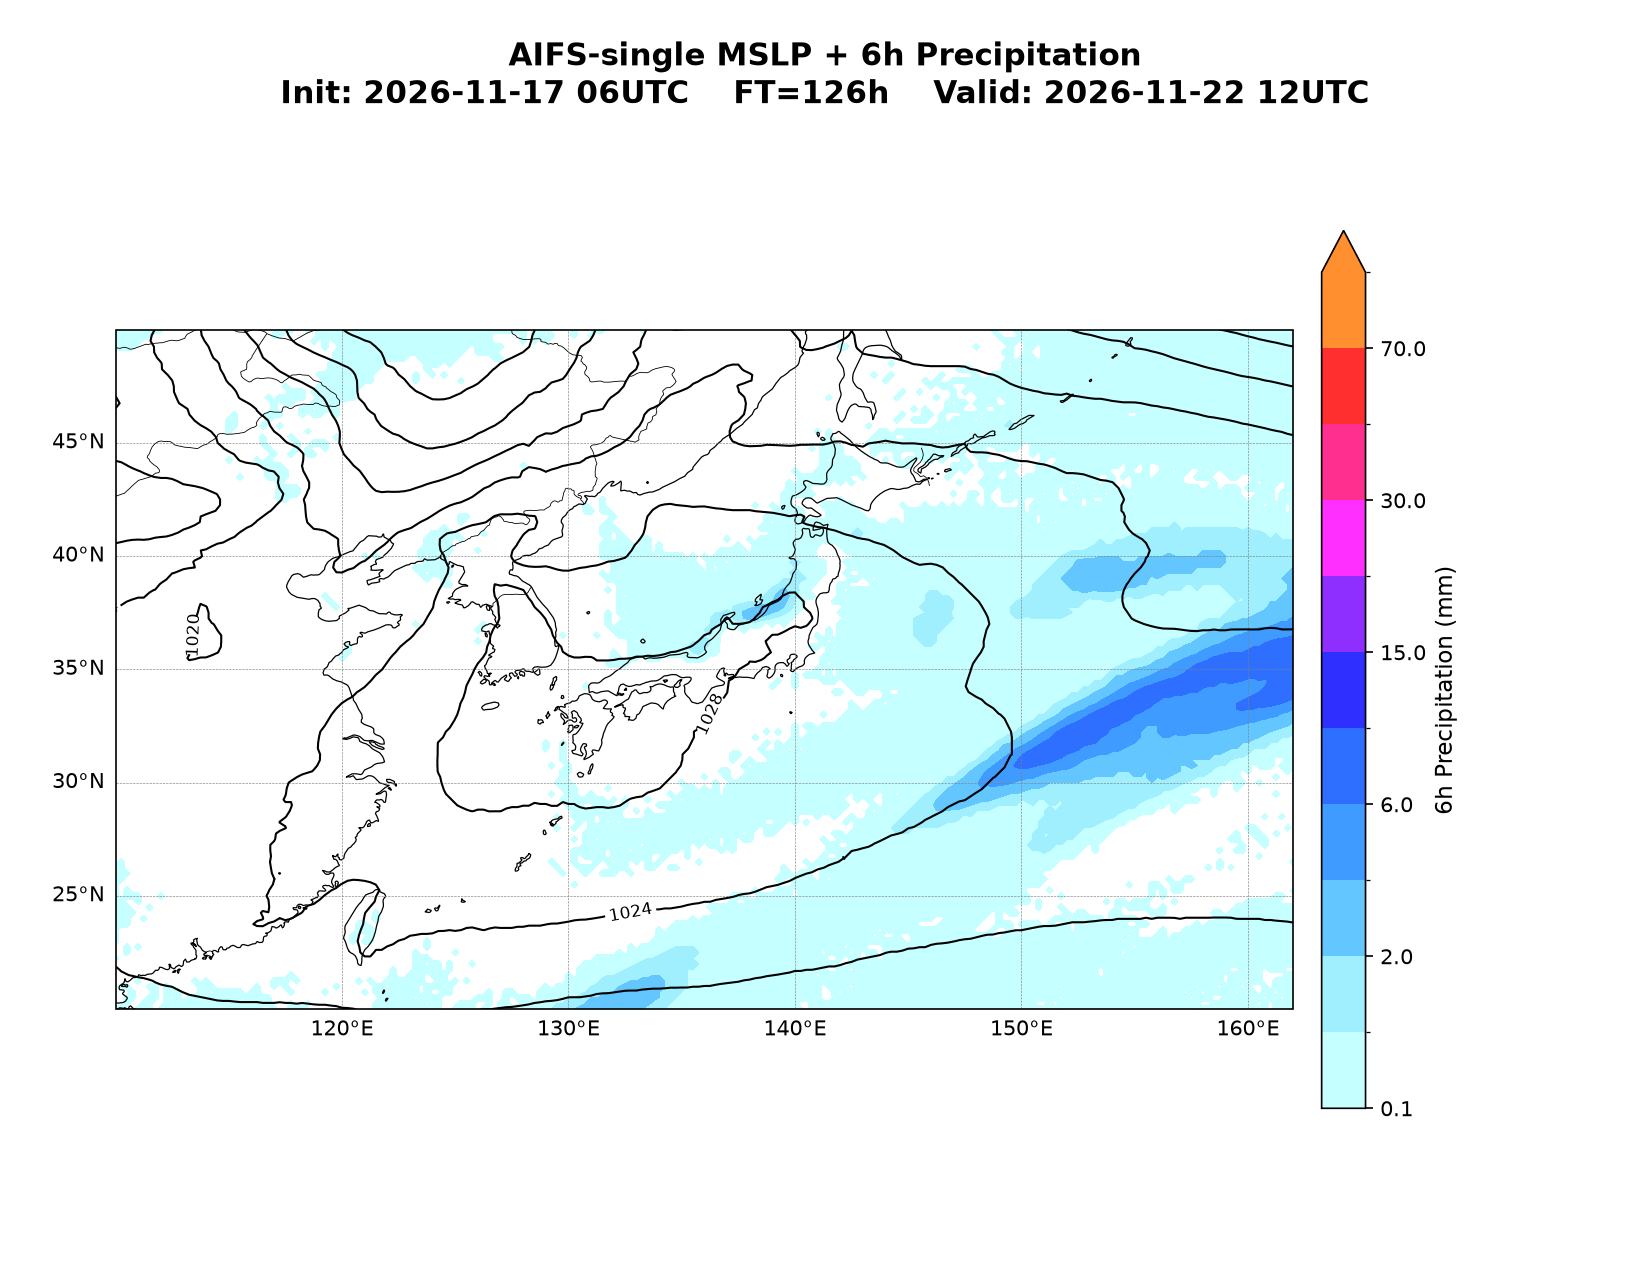 AIFS-single MSLP + 6h Precipitation
Init: 2026-11-17 06UTC    FT=126h    Valid: 2026-11-22 12UTC
70.0
30.0
15.0
6.0
2.0
0.1
6h Precipitation (mm)
45°N
40°N
35°N
30°N
25°N
1020
1028
1024
120°E
130°E
140°E
150°E
160°E